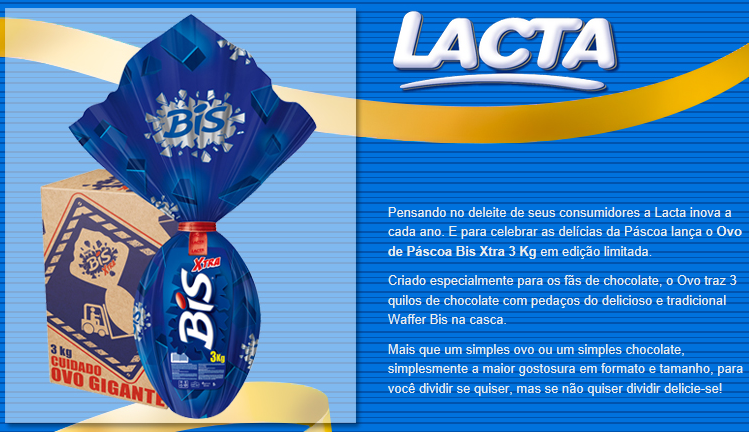 LACTA
BIS
BIS
Xtra
3 kg
CUIDADO
OVO GIGANTE
BIS XTRA
3Kg
Pensando no deleite de seus consumidores a Lacta inova a
cada ano. E para celebrar as delícias da Páscoa lança o Ovo
de Páscoa Bis Xtra 3 Kg em edição limitada.
Criado especialmente para os fãs de chocolate, o Ovo traz 3
quilos de chocolate com pedaços do delicioso e tradicional
Waffer Bis na casca.
Mais que um simples ovo ou um simples chocolate,
simplesmente a maior gostosura em formato e tamanho, para
você dividir se quiser, mas se não quiser dividir delicie-se!